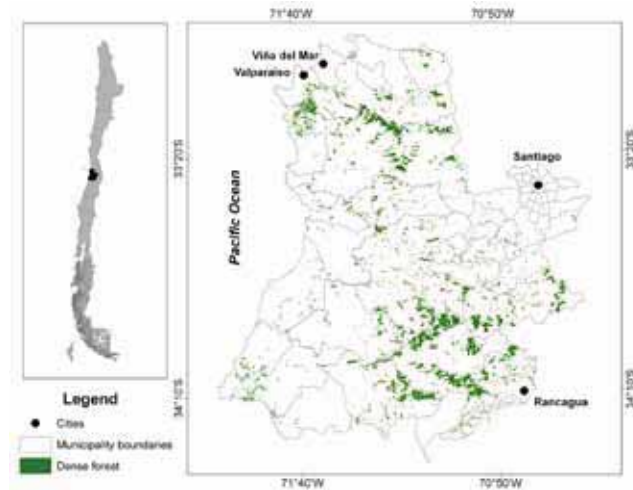 71°40'W
70°50'W
Viña del Mar
Valparaíso
33°20'S
33°20'S
Santiago
Pacific Ocean
Legend
Cities
Municipality boundaries
Dense forest
34°10'S
34°10'S
Rancagua
71°40'W
70°50'W